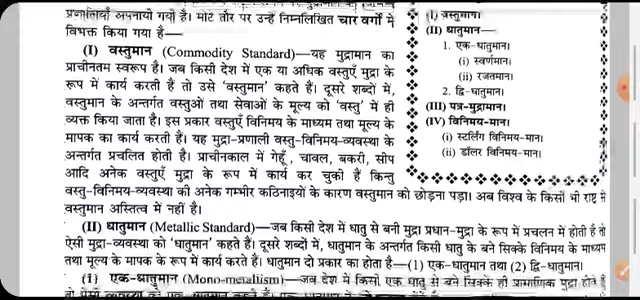 प्रणालियाँ अपनायी गयी हैं। मोटे तौर पर उन्हें निम्नलिखित चार वर्गों में
विभक्त किया गया है—
(I) वस्तुमान (Commodity Standard)—यह मुद्रामान का
प्राचीनतम स्वरूप है। जब किसी देश में एक या अधिक वस्तुएँ मुद्रा के
रूप में कार्य करती हैं तो उसे 'वस्तुमान' कहते हैं। दूसरे शब्दों में,
वस्तुमान के अन्तर्गत वस्तुओं तथा सेवाओं के मूल्य को 'वस्तु' में ही
व्यक्त किया जाता है। इस प्रकार वस्तुएँ विनिमय के माध्यम तथा मूल्य के
मापक का कार्य करती हैं। यह मुद्रा-प्रणाली वस्तु-विनिमय-व्यवस्था के
अन्तर्गत प्रचलित होती है। प्राचीनकाल में गेहूँ, चावल, बकरी, सीप
आदि अनेक वस्तुएँ मुद्रा के रूप में कार्य कर चुकी हैं किन्तु
वस्तु-विनिमय-व्यवस्था की अनेक गम्भीर कठिनाइयों के कारण वस्तुमान को छोड़ना पड़ा। अब विश्व के किसी भी राष्ट्र में
वस्तुमान अस्तित्व में नहीं है।
(I) वस्तुमान।
(II) धातुमान—
1. एक-धातुमान।
(i) स्वर्णमान।
(ii) रजतमान।
2. द्वि-धातुमान।
(III) पत्र-मुद्रामान।
(IV) विनिमय-मान।
(i) स्टर्लिंग विनिमय-मान।
(ii) डॉलर विनिमय-मान।
(II) धातुमान (Metallic Standard)—जब किसी देश में धातु से बनी मुद्रा प्रधान-मुद्रा के रूप में प्रचलन में होती है तो
ऐसी मुद्रा-व्यवस्था को 'धातुमान' कहते हैं। दूसरे शब्दों में, धातुमान के अन्तर्गत किसी धातु के बने सिक्के विनिमय के माध्यम
तथा मूल्य के मापक के रूप में कार्य करते हैं। धातुमान दो प्रकार का होता है—(1) एक-धातुमान तथा (2) द्वि-धातुमान।
(1) एक-धातुमान (Mono-metallism)—जब देश में किसी एक धातु से बने सिक्के ही प्रामाणिक मुद्रा होते हैं